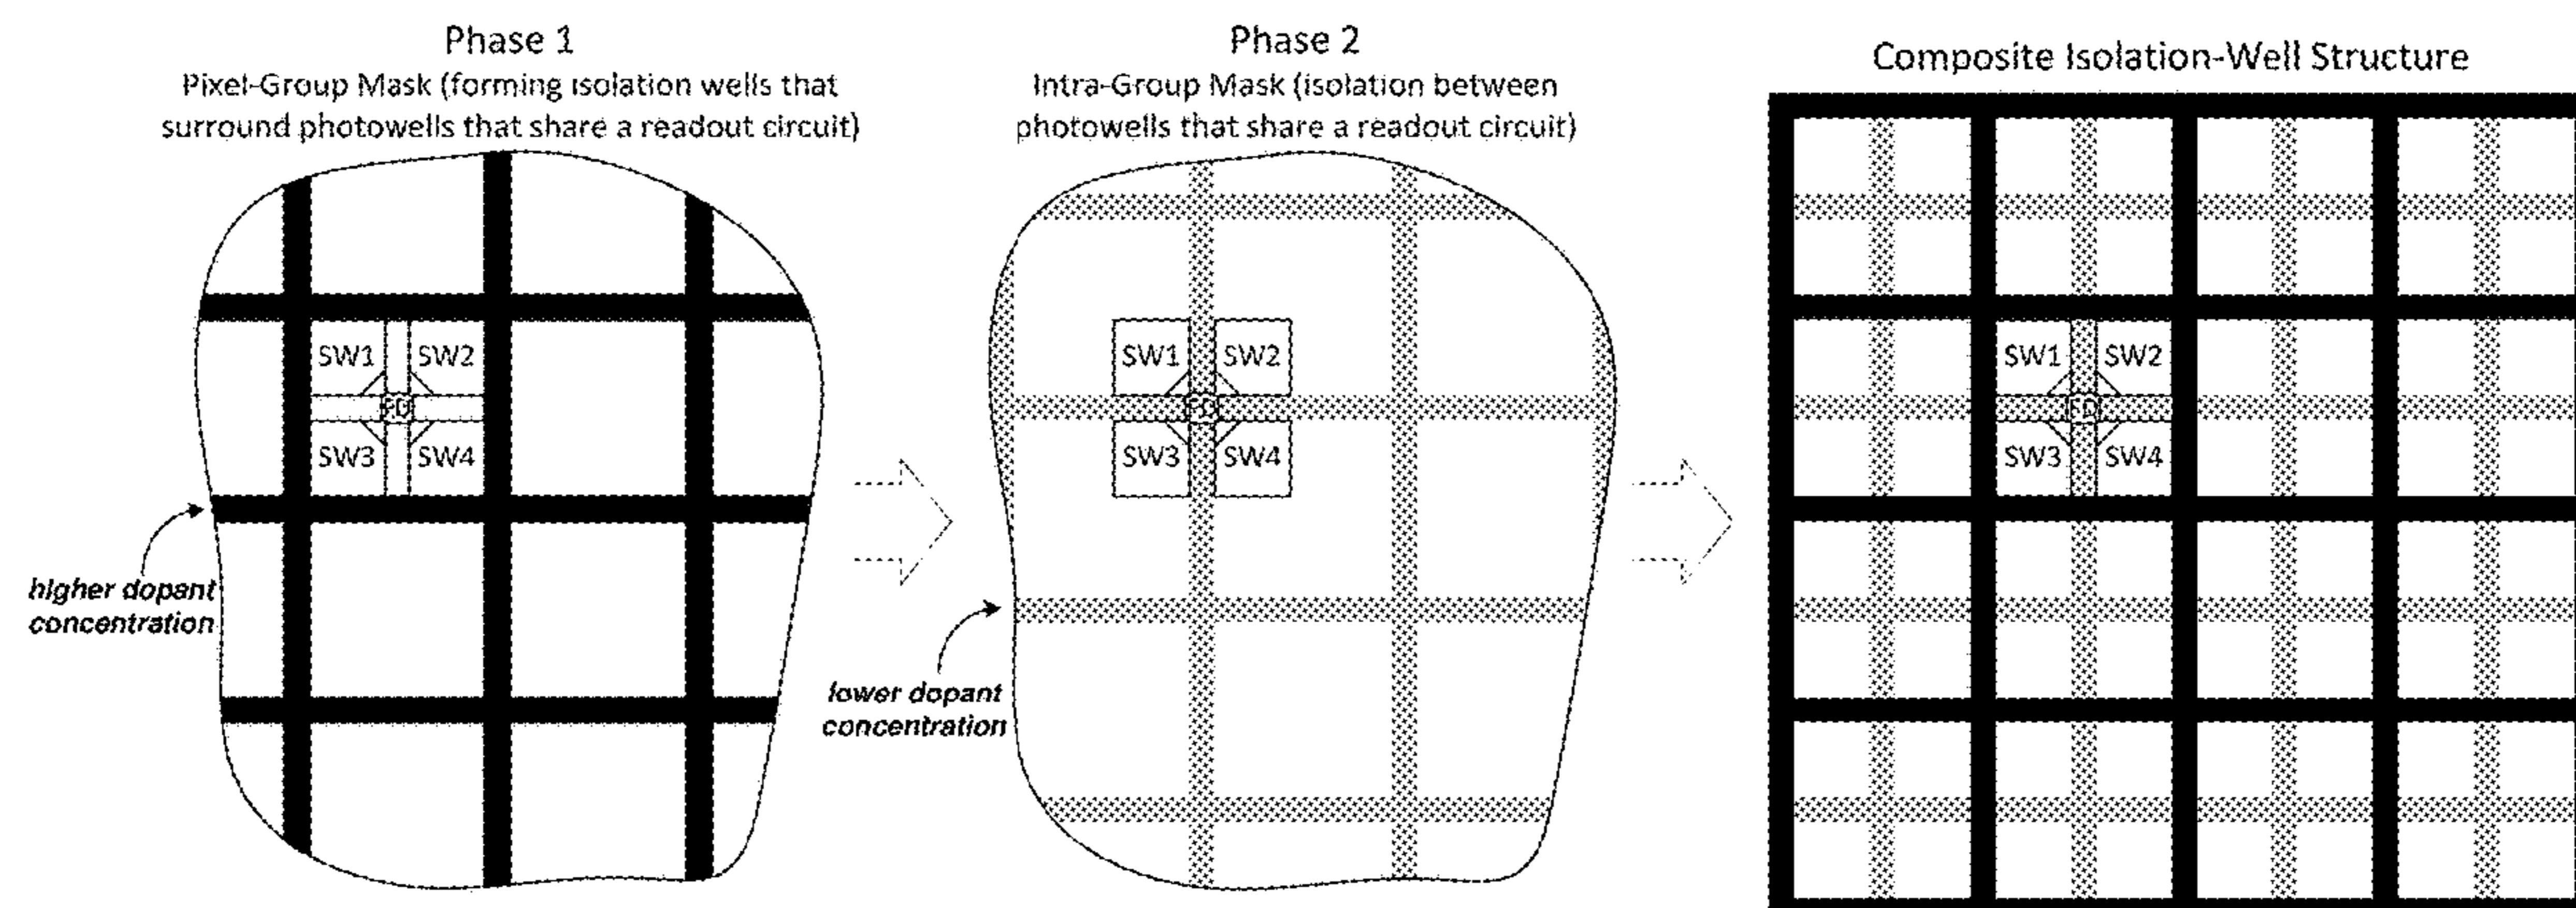 Phase 1
Pixel-Group Mask (forming isolation wells that
surround photowells that share a readout circuit)
SW1 SW2
FD
SW3 SW4
higher dopant
concentration
Phase 2
Intra-Group Mask (isolation between
photowells that share a readout circuit)
SW1 SW2
FD
SW3 SW4
lower dopant
concentration
Composite Isolation-Well Structure
SW1 SW2
FD
SW3 SW4